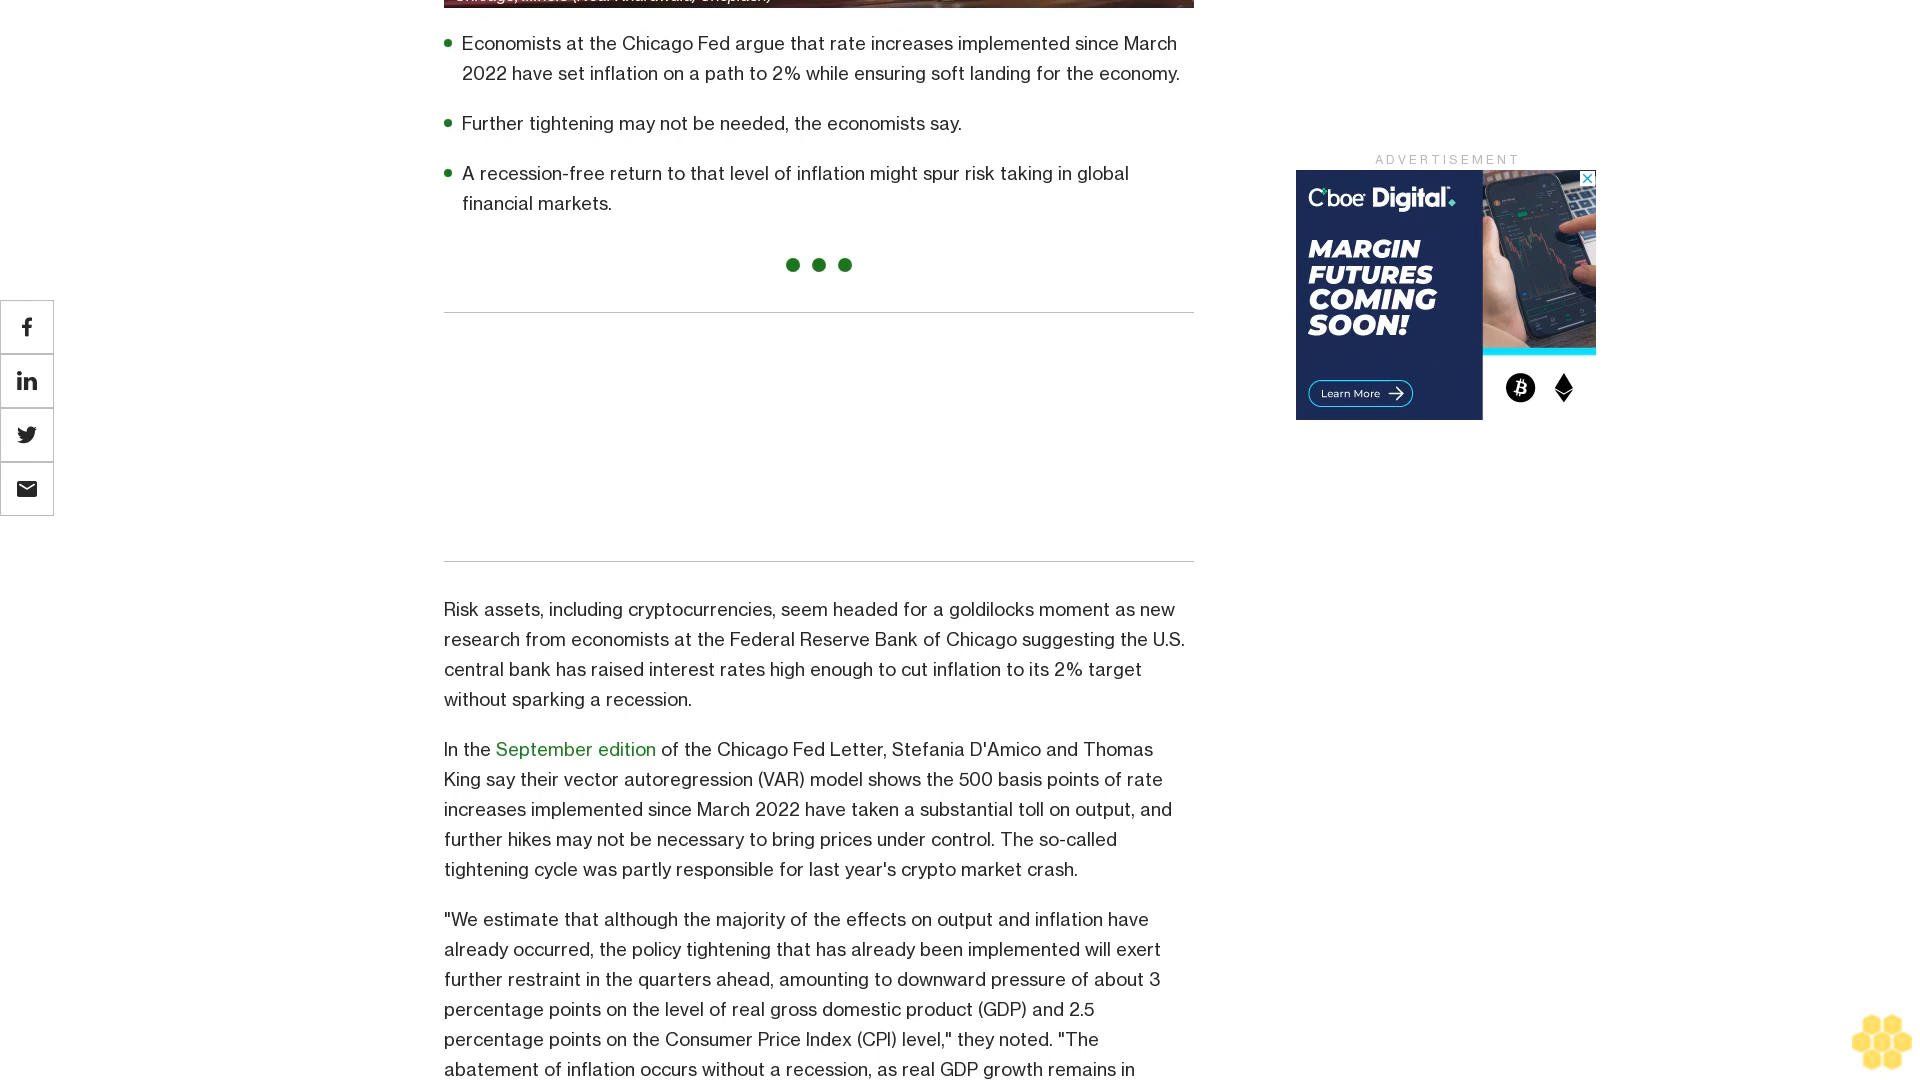 Economists at the Chicago Fed argue that rate increases implemented since March
2022 have set inflation on a path to 2% while ensuring soft landing for the economy.
Further tightening may not be needed, the economists say.
A recession-free return to that level of inflation might spur risk taking in global
financial markets.
ADVERTISEMENT
Cboe Digital
MARGIN
FUTURES
COMING
SOON!
Learn More
Risk assets, including cryptocurrencies, seem headed for a goldilocks moment as new
research from economists at the Federal Reserve Bank of Chicago suggesting the U.S.
central bank has raised interest rates high enough to cut inflation to its 2% target
without sparking a recession.
In the September edition of the Chicago Fed Letter, Stefania D'Amico and Thomas
King say their vector autoregression (VAR) model shows the 500 basis points of rate
increases implemented since March 2022 have taken a substantial toll on output, and
further hikes may not be necessary to bring prices under control. The so-called
tightening cycle was partly responsible for last year's crypto market crash.
"We estimate that although the majority of the effects on output and inflation have
already occurred, the policy tightening that has already been implemented will exert
further restraint in the quarters ahead, amounting to downward pressure of about 3
percentage points on the level of real gross domestic product (GDP) and 2.5
percentage points on the Consumer Price Index (CPI) level," they noted. "The
abatement of inflation occurs without a recession, as real GDP growth remains in